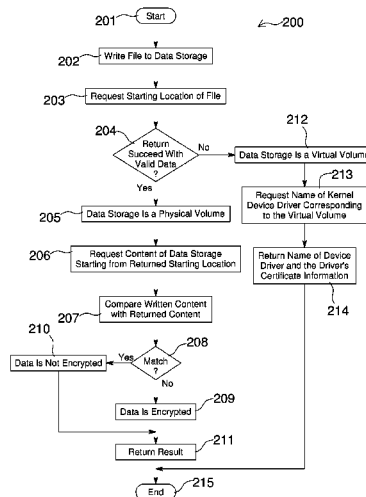 201
Start
200
202
Write File to Data Storage
203
Request Starting Location of File
204
Return
Succeed With
Valid Data
?
No
Yes
212
Data Storage Is a Virtual Volume
213
Request Name of Kernel
Device Driver Corresponding
to the Virtual Volume
205
Data Storage Is a Physical Volume
206
Request Content of Data Storage
Starting from Returned Starting Location
Return Name of Device
Driver and the Driver's
Certificate Information
214
207
Compare Written Content
with Returned Content
210
208
Data Is Not Encrypted
Yes
Match
?
No
Data Is Encrypted
209
Return Result
211
End
215